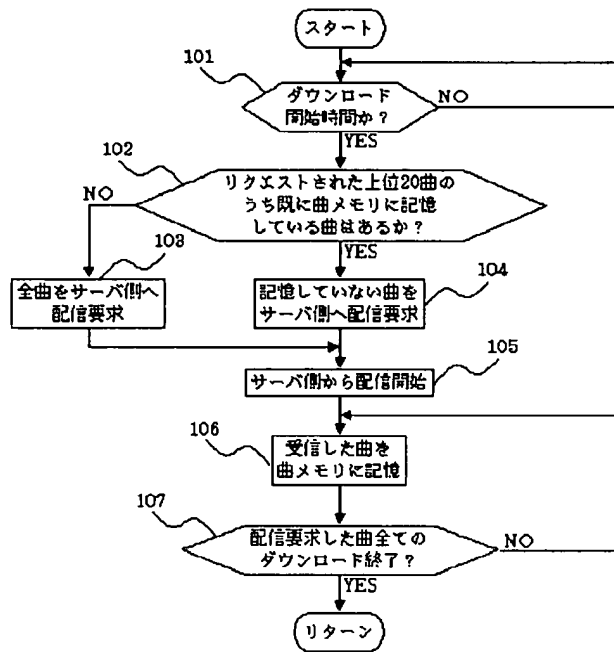 スタート
101
ダウンロード
開始時間か？
NO
YES
102
リクエストされた上位20曲の
うち既に曲メモリに記憶
している曲はあるか？
NO
YES
103
全曲をサーバ側へ
配信要求
104
記憶していない曲を
サーバ側へ配信要求
105
サーバ側から配信開始
106
受信した曲を
曲メモリに記憶
107
配信要求した曲全ての
ダウンロード終了？
NO
YES
リターン